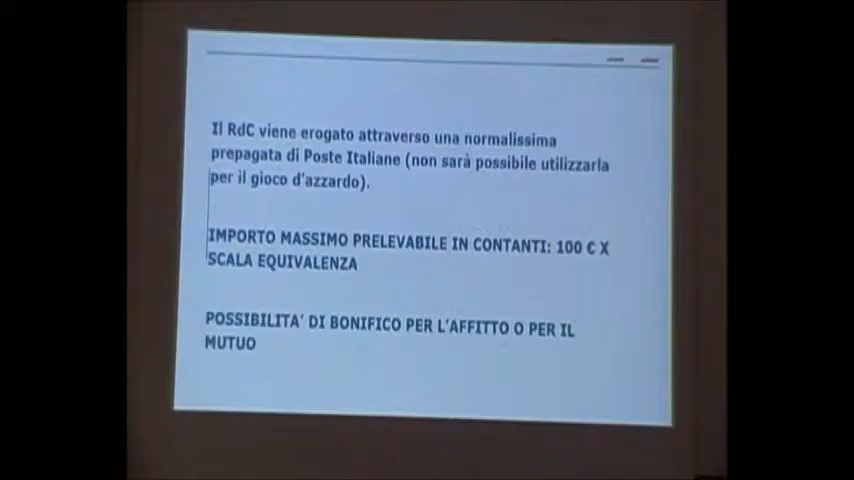 Il RdC viene erogato attraverso una normalissima
prepagata di Poste Italiane (non sarà possibile utilizzarla
per il gioco d'azzardo).
IMPORTO MASSIMO PRELEVABILE IN CONTANTI: 100 € X
SCALA EQUIVALENZA
POSSIBILITA' DI BONIFICO PER L'AFFITTO O PER IL
MUTUO